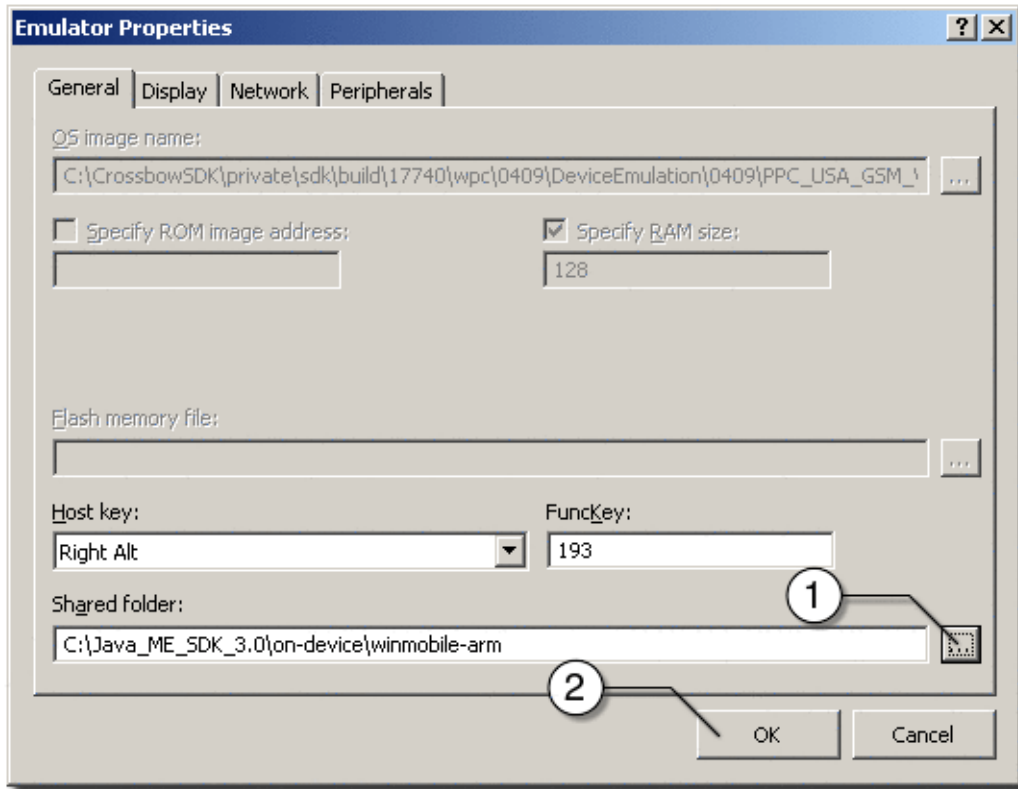 Emulator Properties
General Display Network Peripherals
OS image name:
C:\CrossbowSDK\private\sdk\build\17740\wpc\0409\DeviceEmulation\0409\PPC_USA_GSM_\
...
Specify ROM image address: Specify RAM size:
128
Flash memory file:
...
Host key: FuncKey:
Right Alt 193
1
Shared folder:
C:\Java_ME_SDK_3.0\on-device\winmobile-arm ...
2
OK Cancel